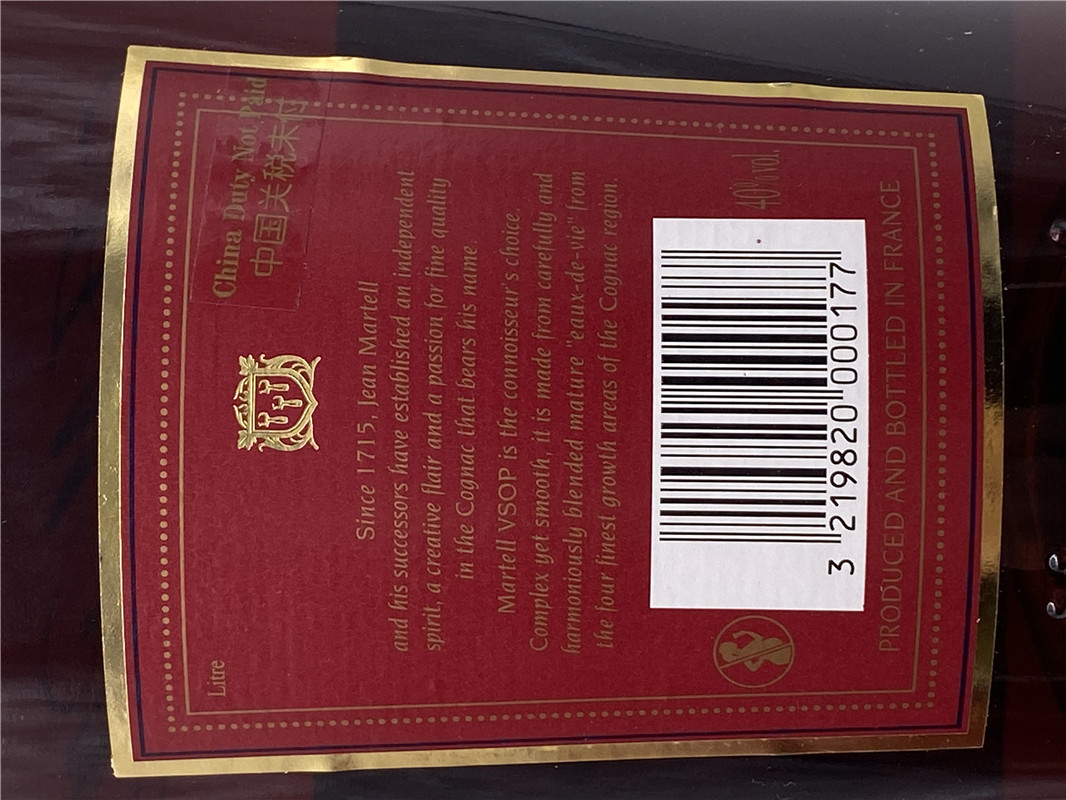 Litre
China Duty Not Paid
中国关税未付
Since 1715, Jean Martell
and his successors have established an independent
spirit, a creative flair and a passion for fine quality
in the Cognac that bears his name.
Martell VSOP is the connoisseur's choice.
Complex yet smooth, it is made from carefully and
harmoniously blended mature "eaux-de-vie" from
the four finest growth areas of the Cognac region.
40% vol.
3 219820 000177
PRODUCED AND BOTTLED IN FRANCE